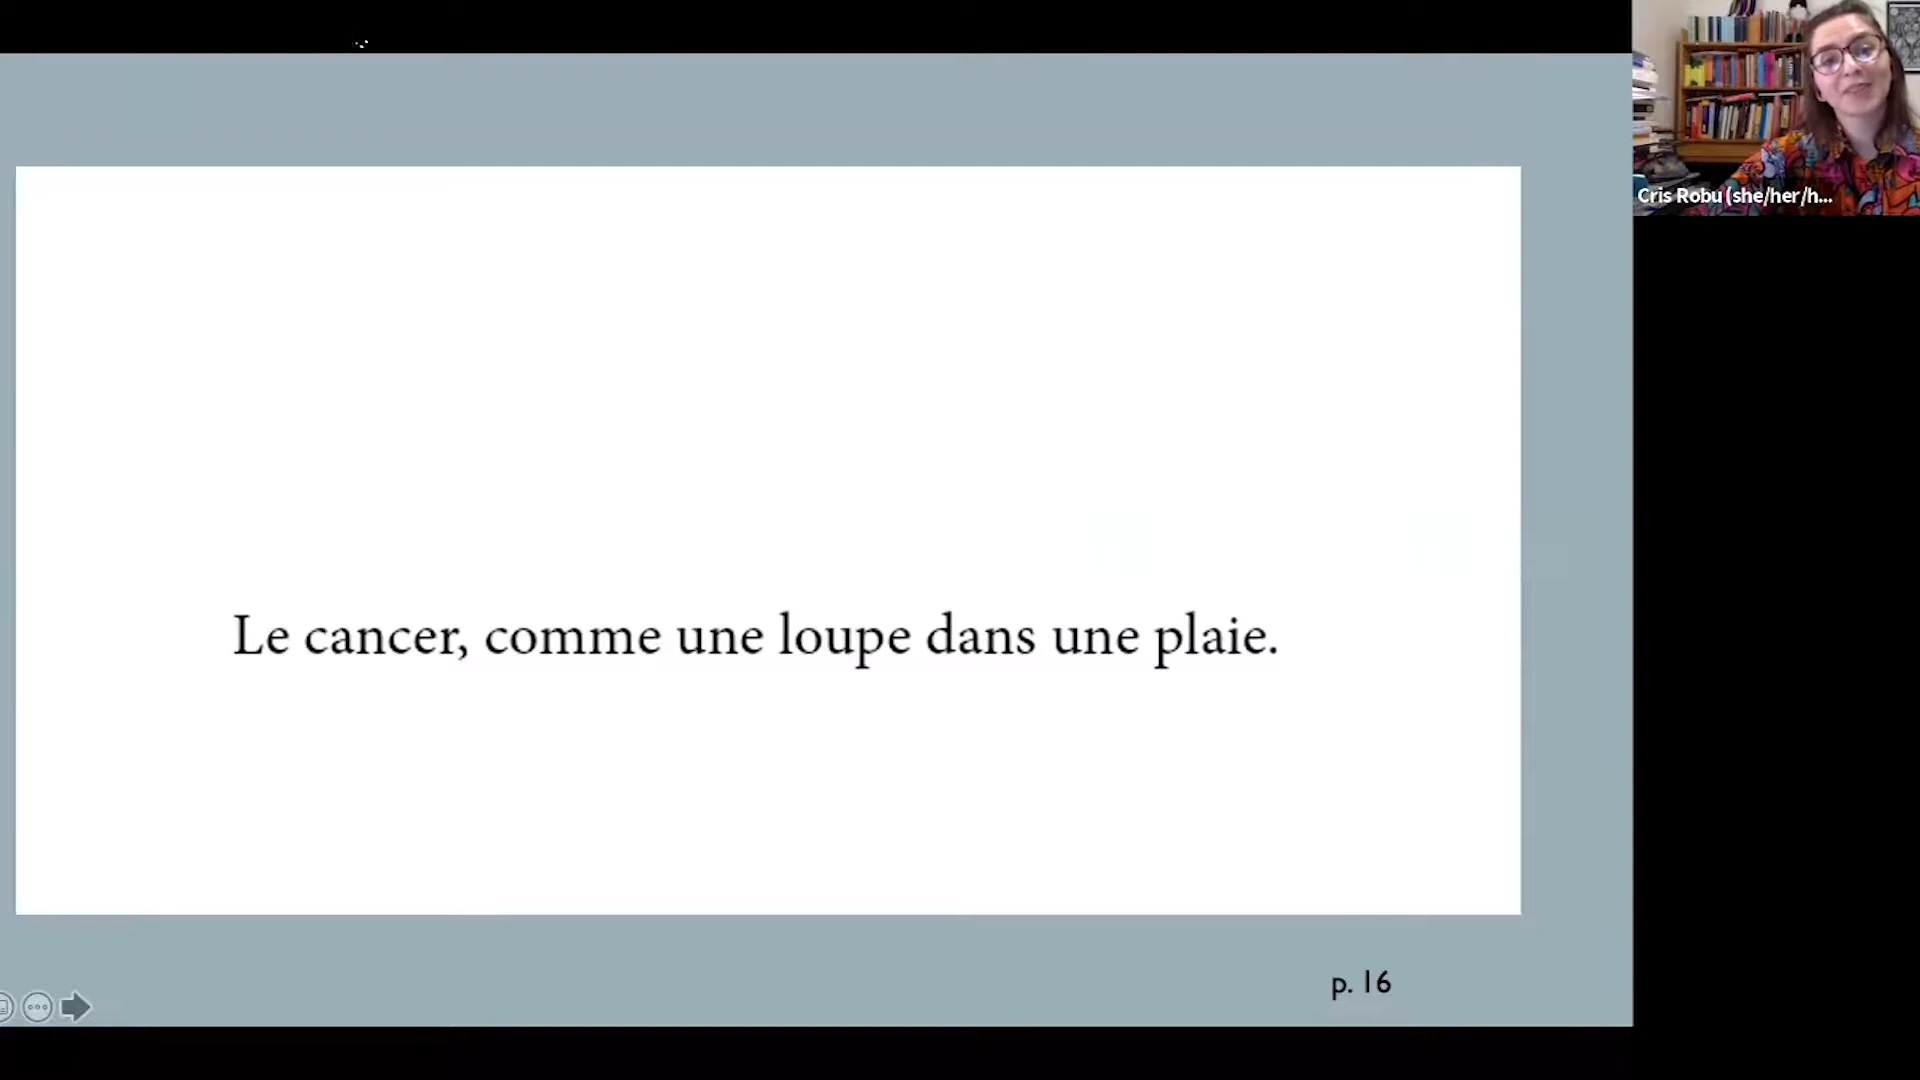 Cris Robu (she/her/h...
Le cancer, comme une loupe dans une plaie.
p. 16